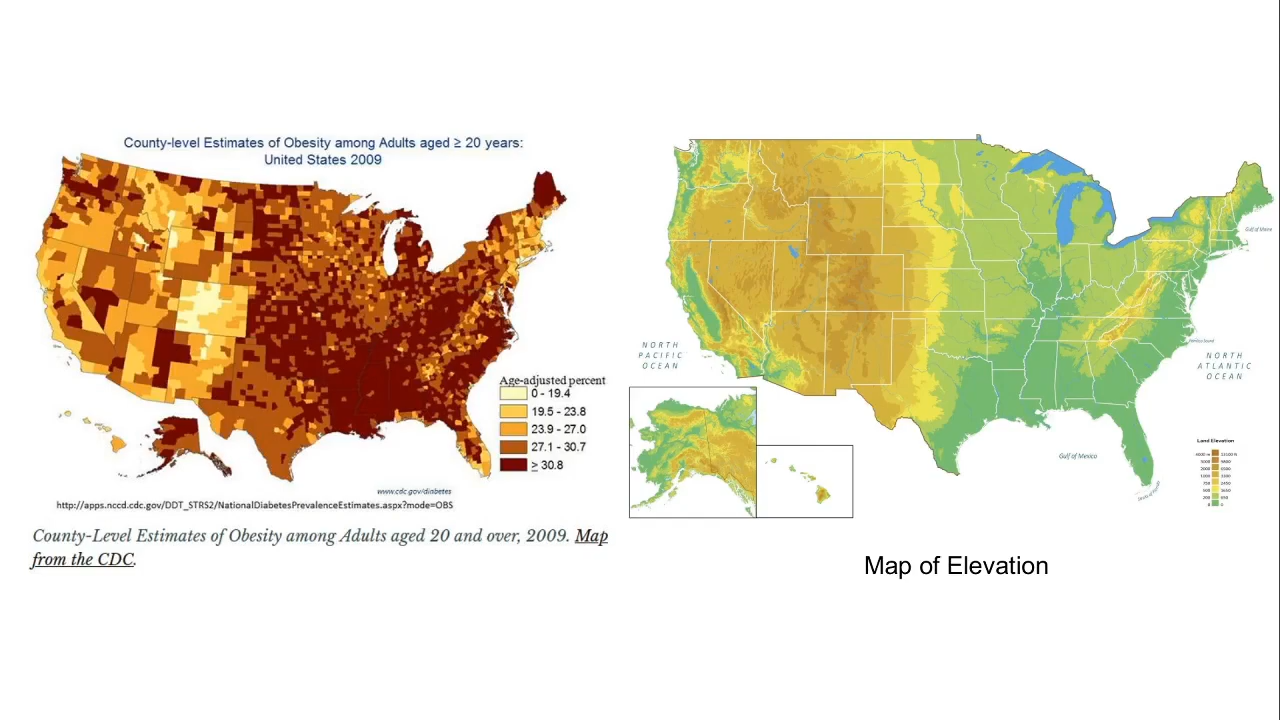 County-level Estimates of Obesity among Adults aged ≥ 20 years:
United States 2009
Age-adjusted percent
0 - 19.4
19.5 - 23.8
23.9 - 27.0
27.1 - 30.7
≥ 30.8
www.cdc.gov/diabetes
http://apps.nccd.cdc.gov/DDT_STRS2/NationalDiabetesPrevalenceEstimates.aspx?mode=OBS
County-Level Estimates of Obesity among Adults aged 20 and over, 2009. Map
from the CDC.
Gulf of Maine
NORTH
PACIFIC
OCEAN
NORTH
ATLANTIC
OCEAN
Gulf of Mexico
Land Elevation
Map of Elevation